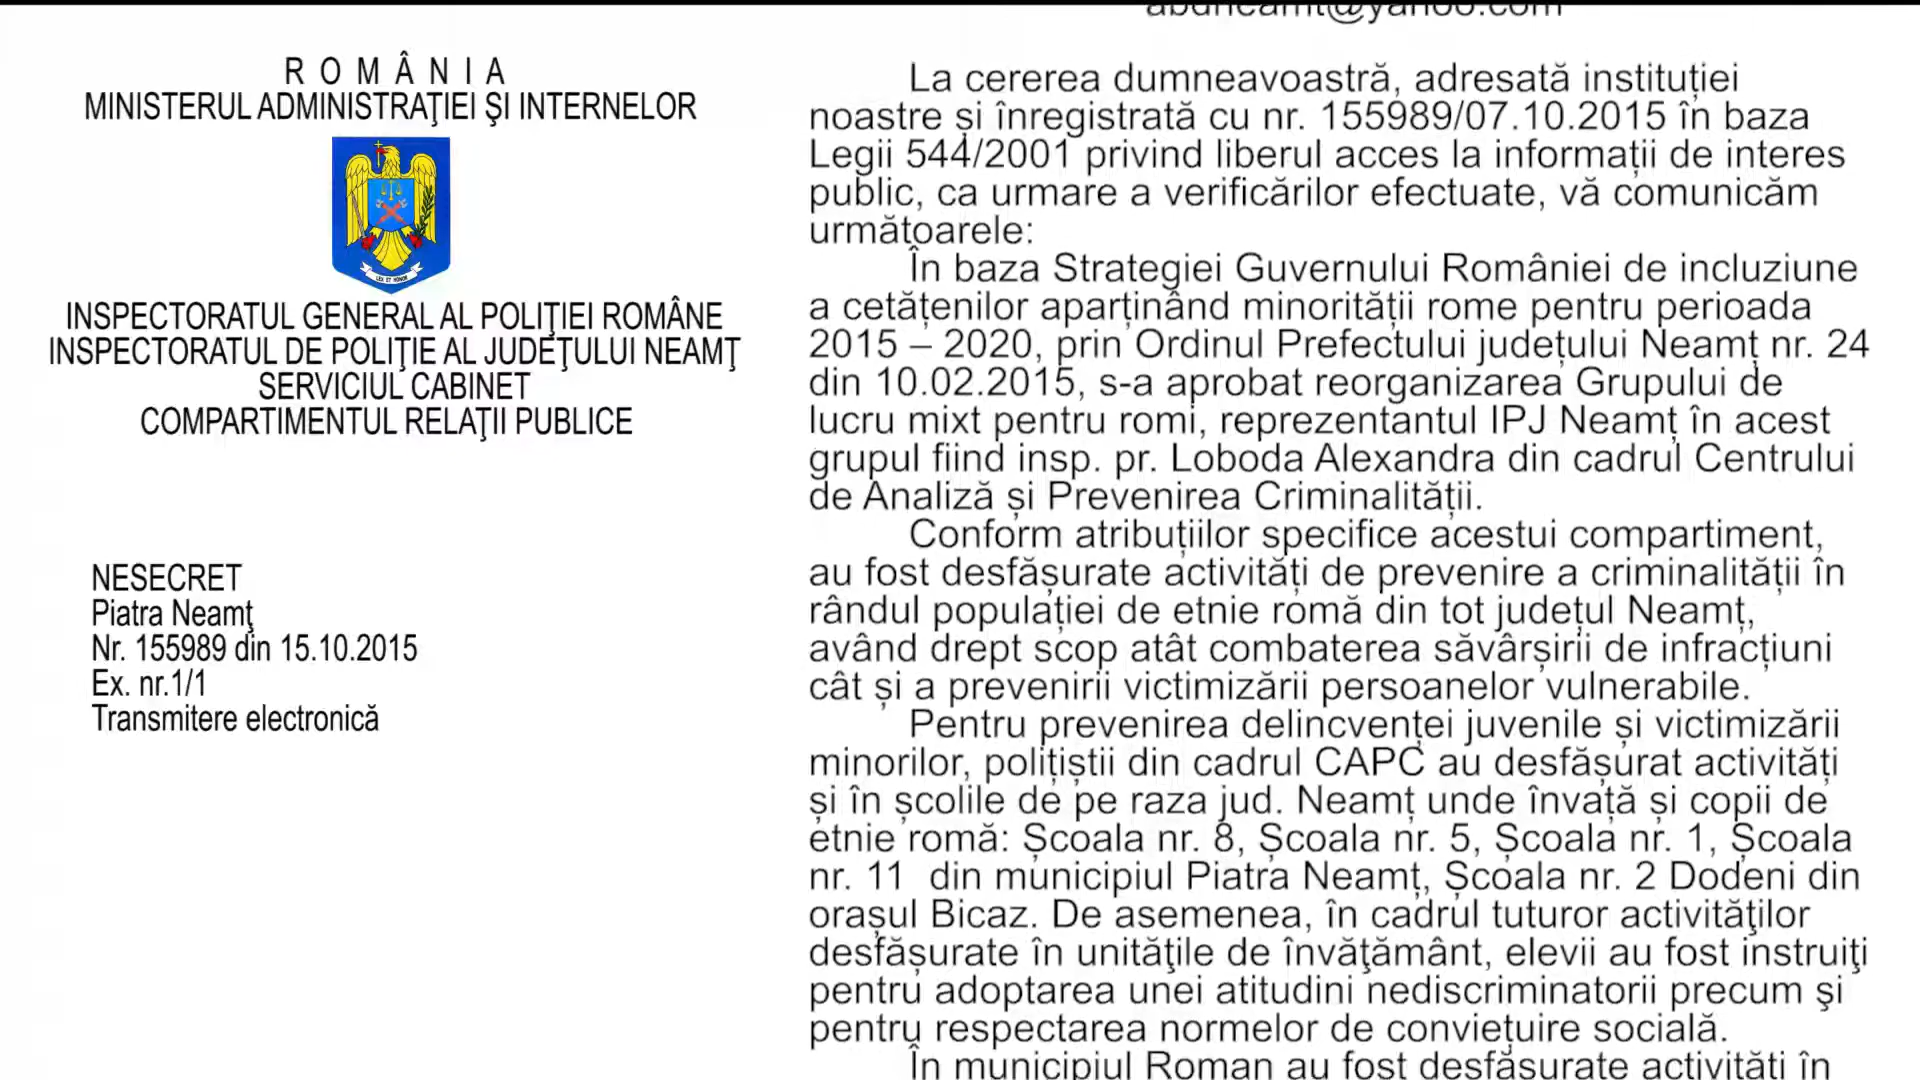 R O M Â N I A
MINISTERUL ADMINISTRAŢIEI ŞI INTERNELOR
LEX ET HONOR
INSPECTORATUL GENERAL AL POLIŢIEI ROMÂNE
INSPECTORATUL DE POLIŢIE AL JUDEŢULUI NEAMŢ
SERVICIUL CABINET
COMPARTIMENTUL RELAŢII PUBLICE
NESECRET
Piatra Neamţ
Nr. 155989 din 15.10.2015
Ex. nr.1/1
Transmitere electronică
abdneamt@yahoo.com
La cererea dumneavoastră, adresată instituției
noastre și înregistrată cu nr. 155989/07.10.2015 în baza
Legii 544/2001 privind liberul acces la informații de interes
public, ca urmare a verificărilor efectuate, vă comunicăm
următoarele:
În baza Strategiei Guvernului României de incluziune
a cetățenilor aparținând minorității rome pentru perioada
2015 – 2020, prin Ordinul Prefectului județului Neamț nr. 24
din 10.02.2015, s-a aprobat reorganizarea Grupului de
lucru mixt pentru romi, reprezentantul IPJ Neamț în acest
grupul fiind insp. pr. Loboda Alexandra din cadrul Centrului
de Analiză și Prevenirea Criminalității.
Conform atribuțiilor specifice acestui compartiment,
au fost desfășurate activități de prevenire a criminalității în
rândul populației de etnie romă din tot județul Neamț,
având drept scop atât combaterea săvârșirii de infracțiuni
cât și a prevenirii victimizării persoanelor vulnerabile.
Pentru prevenirea delincvenței juvenile și victimizării
minorilor, polițiștii din cadrul CAPC au desfășurat activități
și în școlile de pe raza jud. Neamț unde învață și copii de
etnie romă: Școala nr. 8, Școala nr. 5, Școala nr. 1, Școala
nr. 11  din municipiul Piatra Neamț, Școala nr. 2 Dodeni din
orașul Bicaz. De asemenea, în cadrul tuturor activităţilor
desfășurate în unităţile de învăţământ, elevii au fost instruiţi
pentru adoptarea unei atitudini nediscriminatorii precum şi
pentru respectarea normelor de conviețuire socială.
În municipiul Roman au fost desfășurate activități în